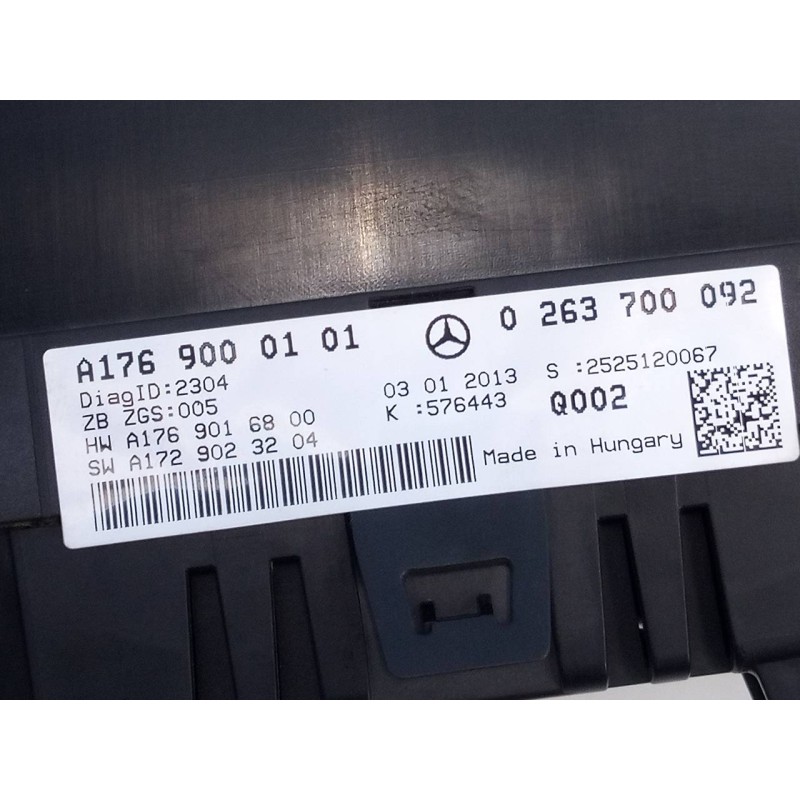 A176 900 01 01 0 263 700 092
DiagID:2304 03 01 2013 S :2525120067
ZB ZGS:005 K :576443 Q002
HW A176 901 68 00
SW A172 902 32 04 Made in Hungary